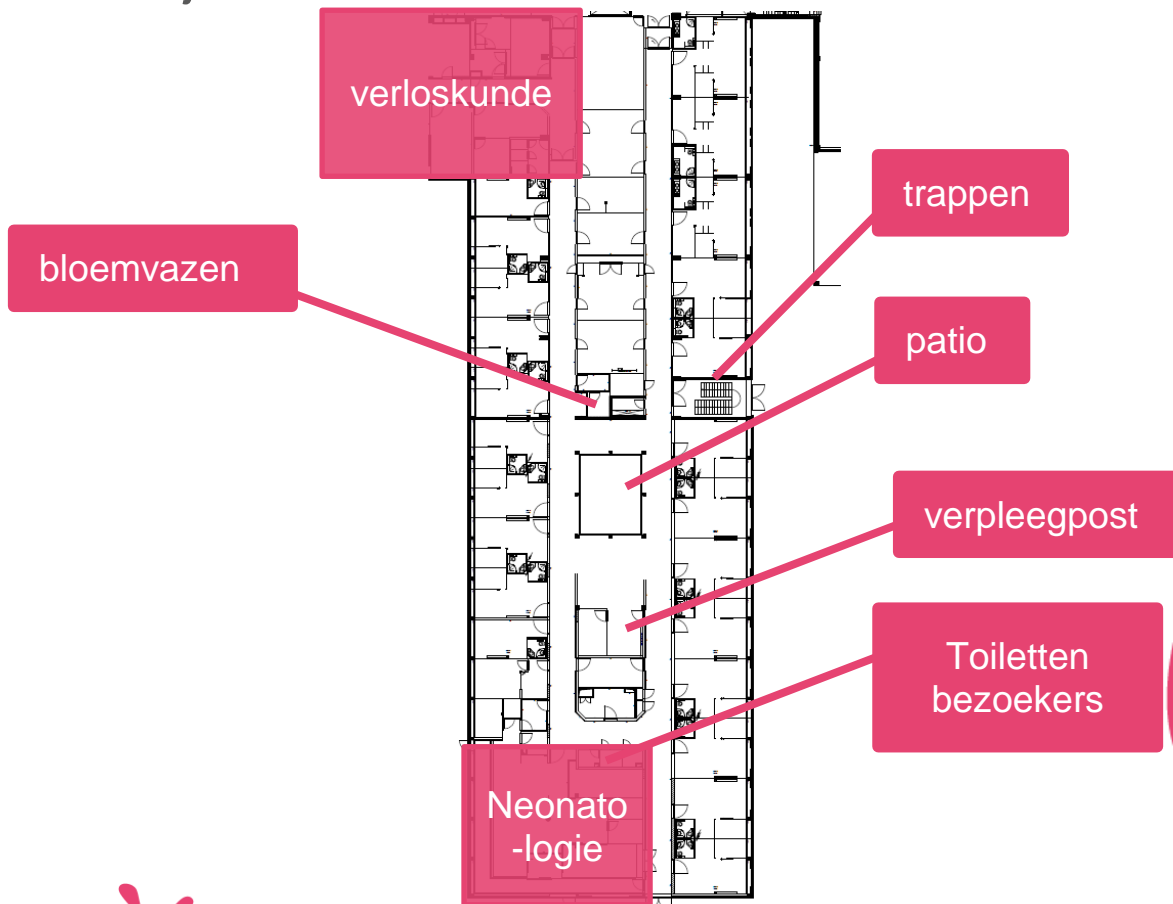 verloskunde
trappen
bloemvazen
patio
verpleegpost
Toiletten
bezoekers
Neonato
-logie